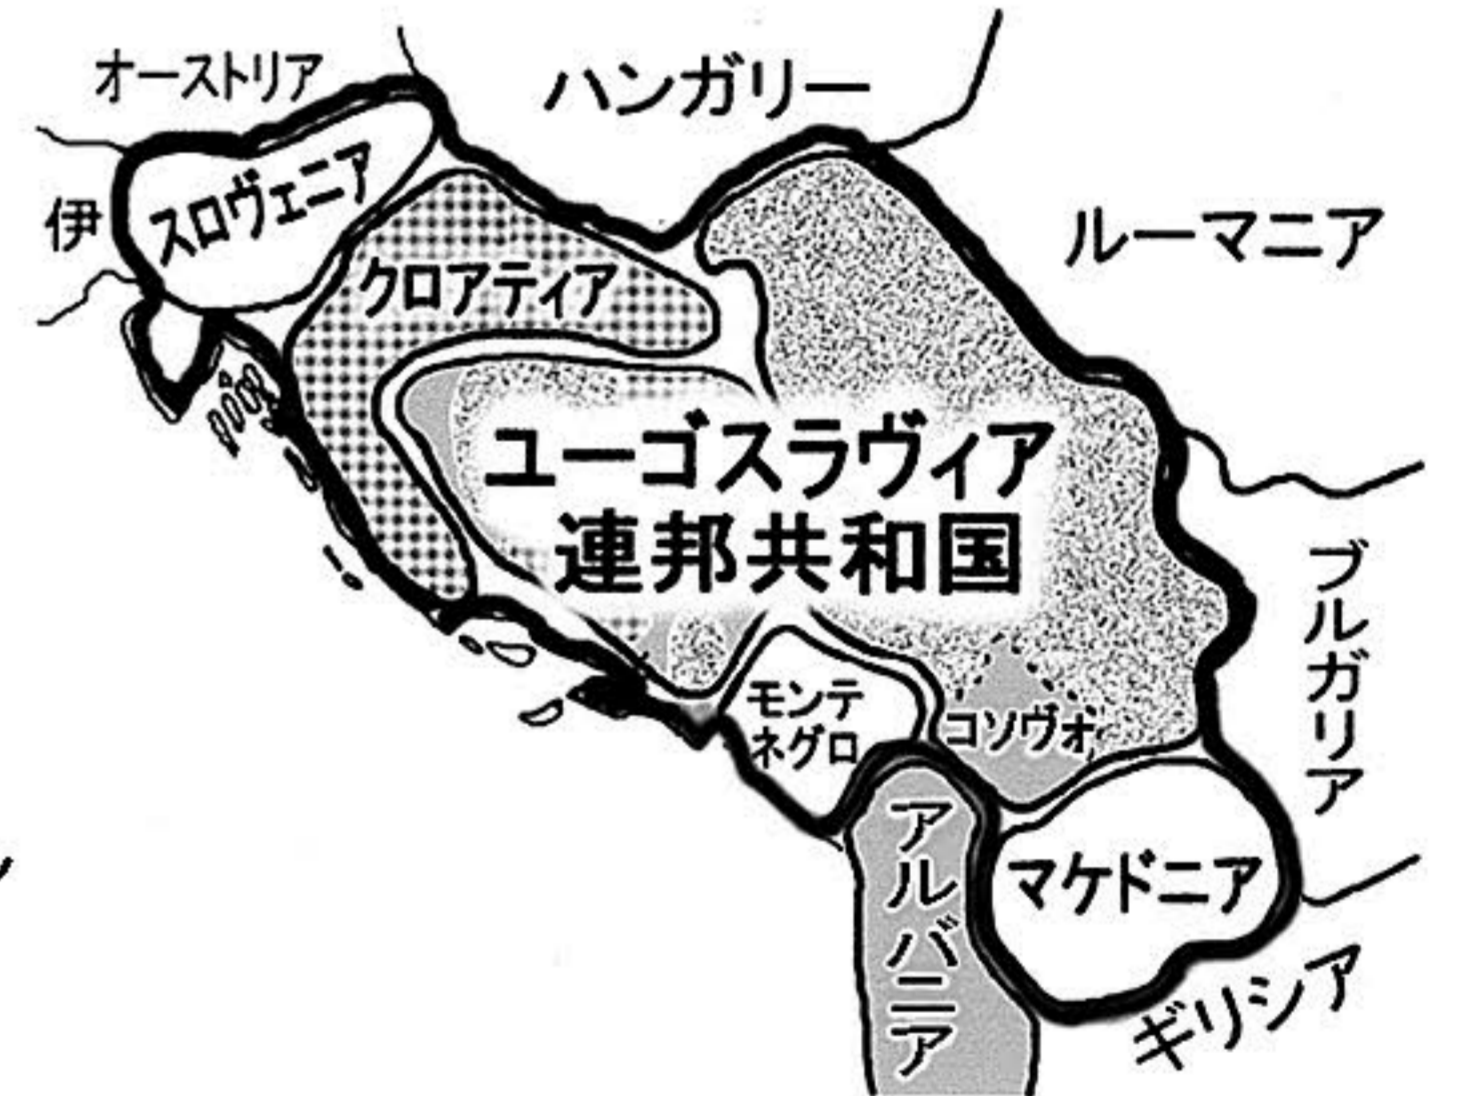 オーストリア
ハンガリー
伊
スロヴェニア
ルーマニア
クロアティア
ユーゴスラヴィア
連邦共和国
ブルガリア
モンテ
ネグロ
コソヴォ
アルバニア
マケドニア
ギリシア